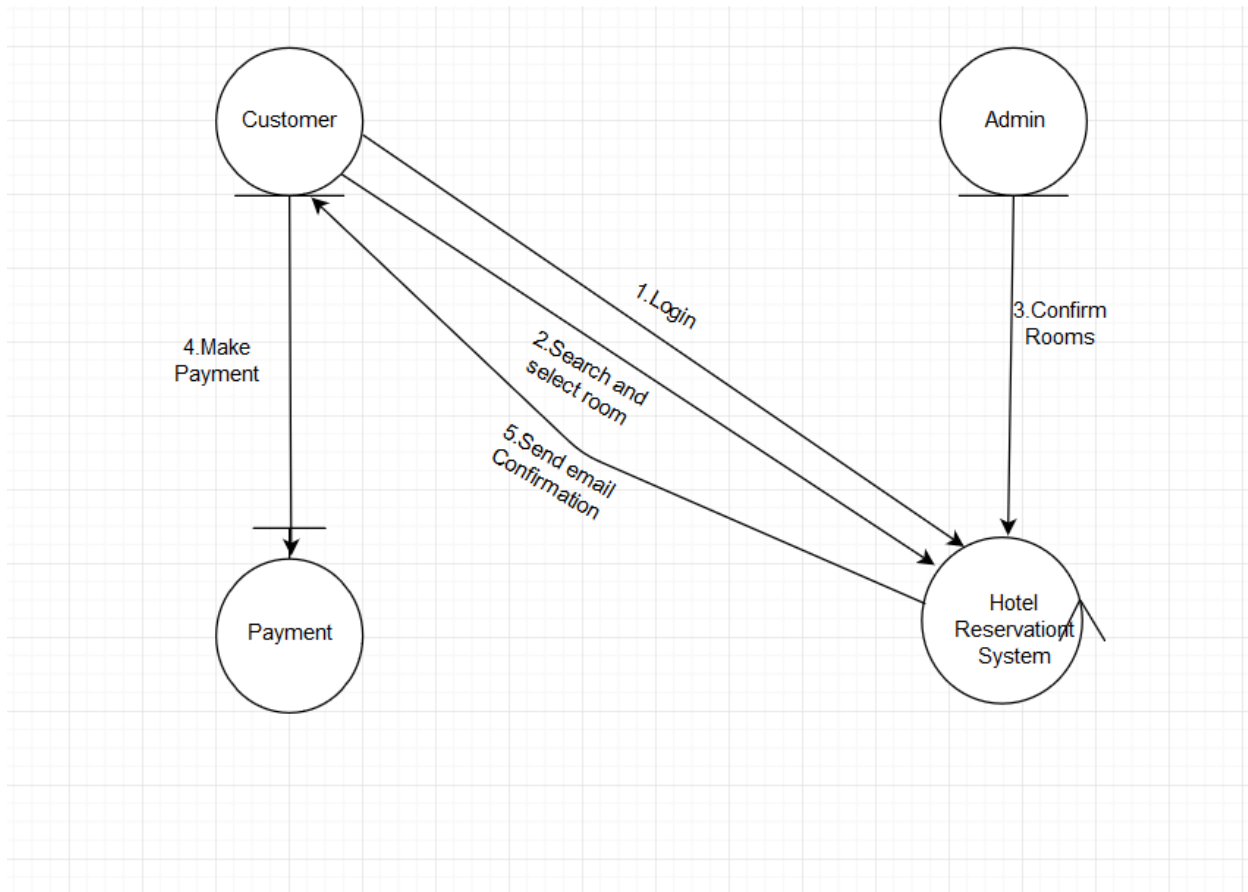 Customer
Admin
1.Login
3.Confirm
Rooms
2.Search and
select room
4.Make
Payment
5.Send email
Confirmation
Hotel
Reservationt
System
Payment